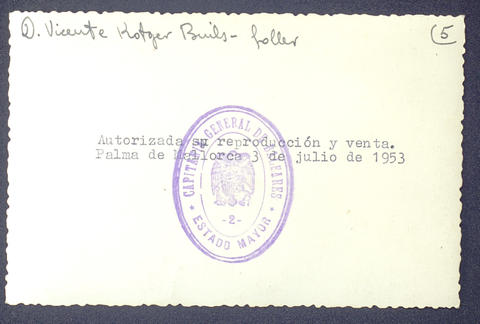 D. Vicente Rotger Buils - Soller
5
Autorizada su reproducción y venta.
Palma de Mallorca 3 de julio de 1953
CAPITANIA GENERAL DE BALEARES
-2-
* ESTADO MAYOR *